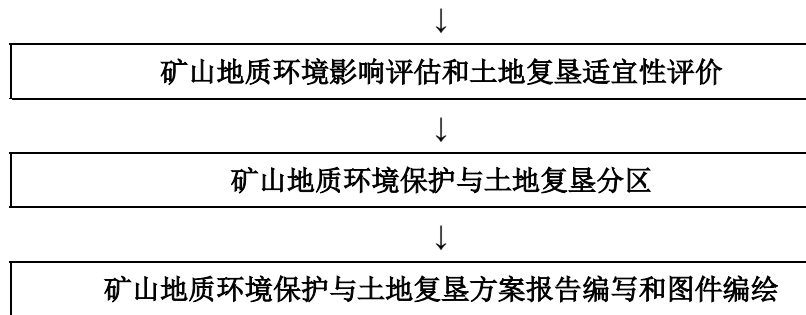 ↓
矿山地质环境影响评估和土地复垦适宜性评价
↓
矿山地质环境保护与土地复垦分区
↓
矿山地质环境保护与土地复垦方案报告编写和图件编绘